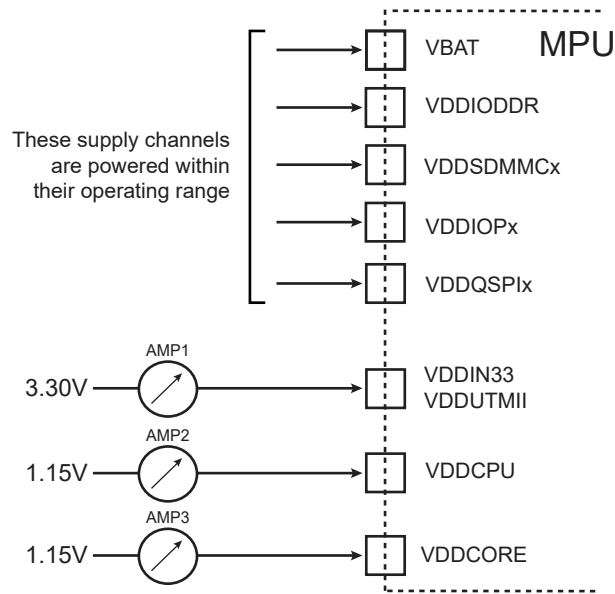 MPU
VBAT
VDDIODDR
These supply channels
are powered within
their operating range
VDDSDMMCx
VDDIOPx
VDDQSPIx
AMP1
3.30V
VDDIN33
VDDUTMII
AMP2
1.15V
VDDCPU
AMP3
1.15V
VDDCORE